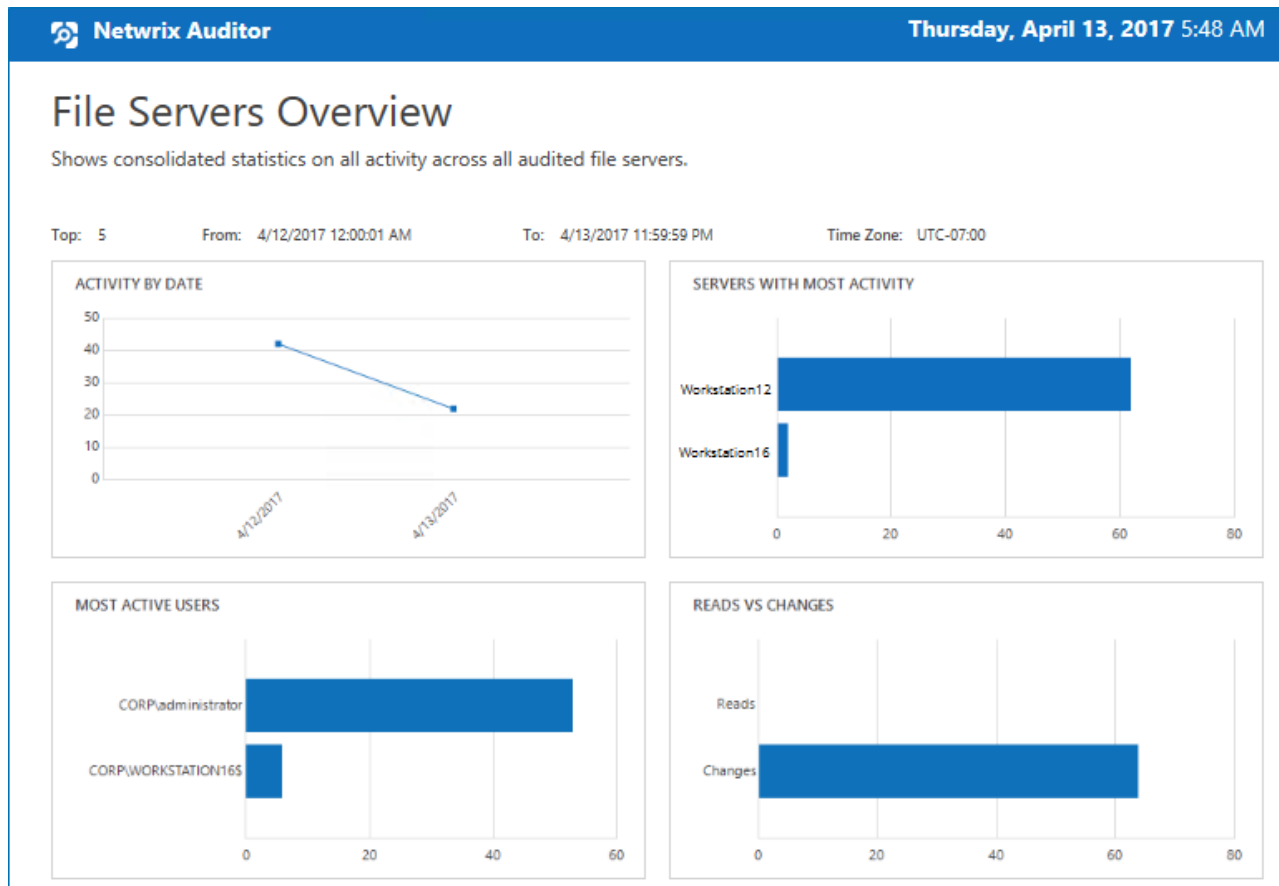 Netwrix Auditor
Thursday, April 13, 2017 5:48 AM
File Servers Overview
Shows consolidated statistics on all activity across all audited file servers.
Top: 5 From: 4/12/2017 12:00:01 AM To: 4/13/2017 11:59:59 PM Time Zone: UTC-07:00
ACTIVITY BY DATE
50
40
30
20
10
0
4/12/2017 4/13/2017
SERVERS WITH MOST ACTIVITY
Workstation12
Workstation16
0 20 40 60 80
MOST ACTIVE USERS
CORP\administrator
CORP\WORKSTATION16$
0 20 40 60
READS VS CHANGES
Reads
Changes
0 20 40 60 80